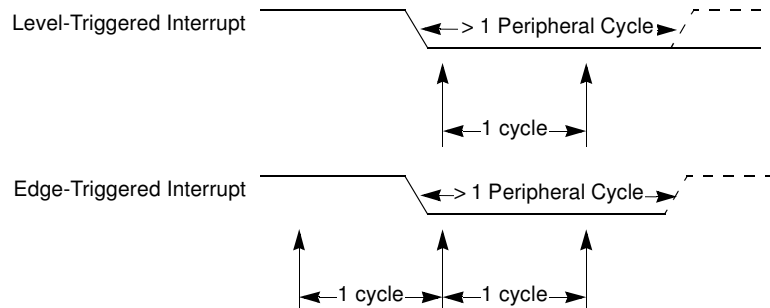 Level-Triggered Interrupt
> 1 Peripheral Cycle
1 cycle
Edge-Triggered Interrupt
> 1 Peripheral Cycle
1 cycle
1 cycle